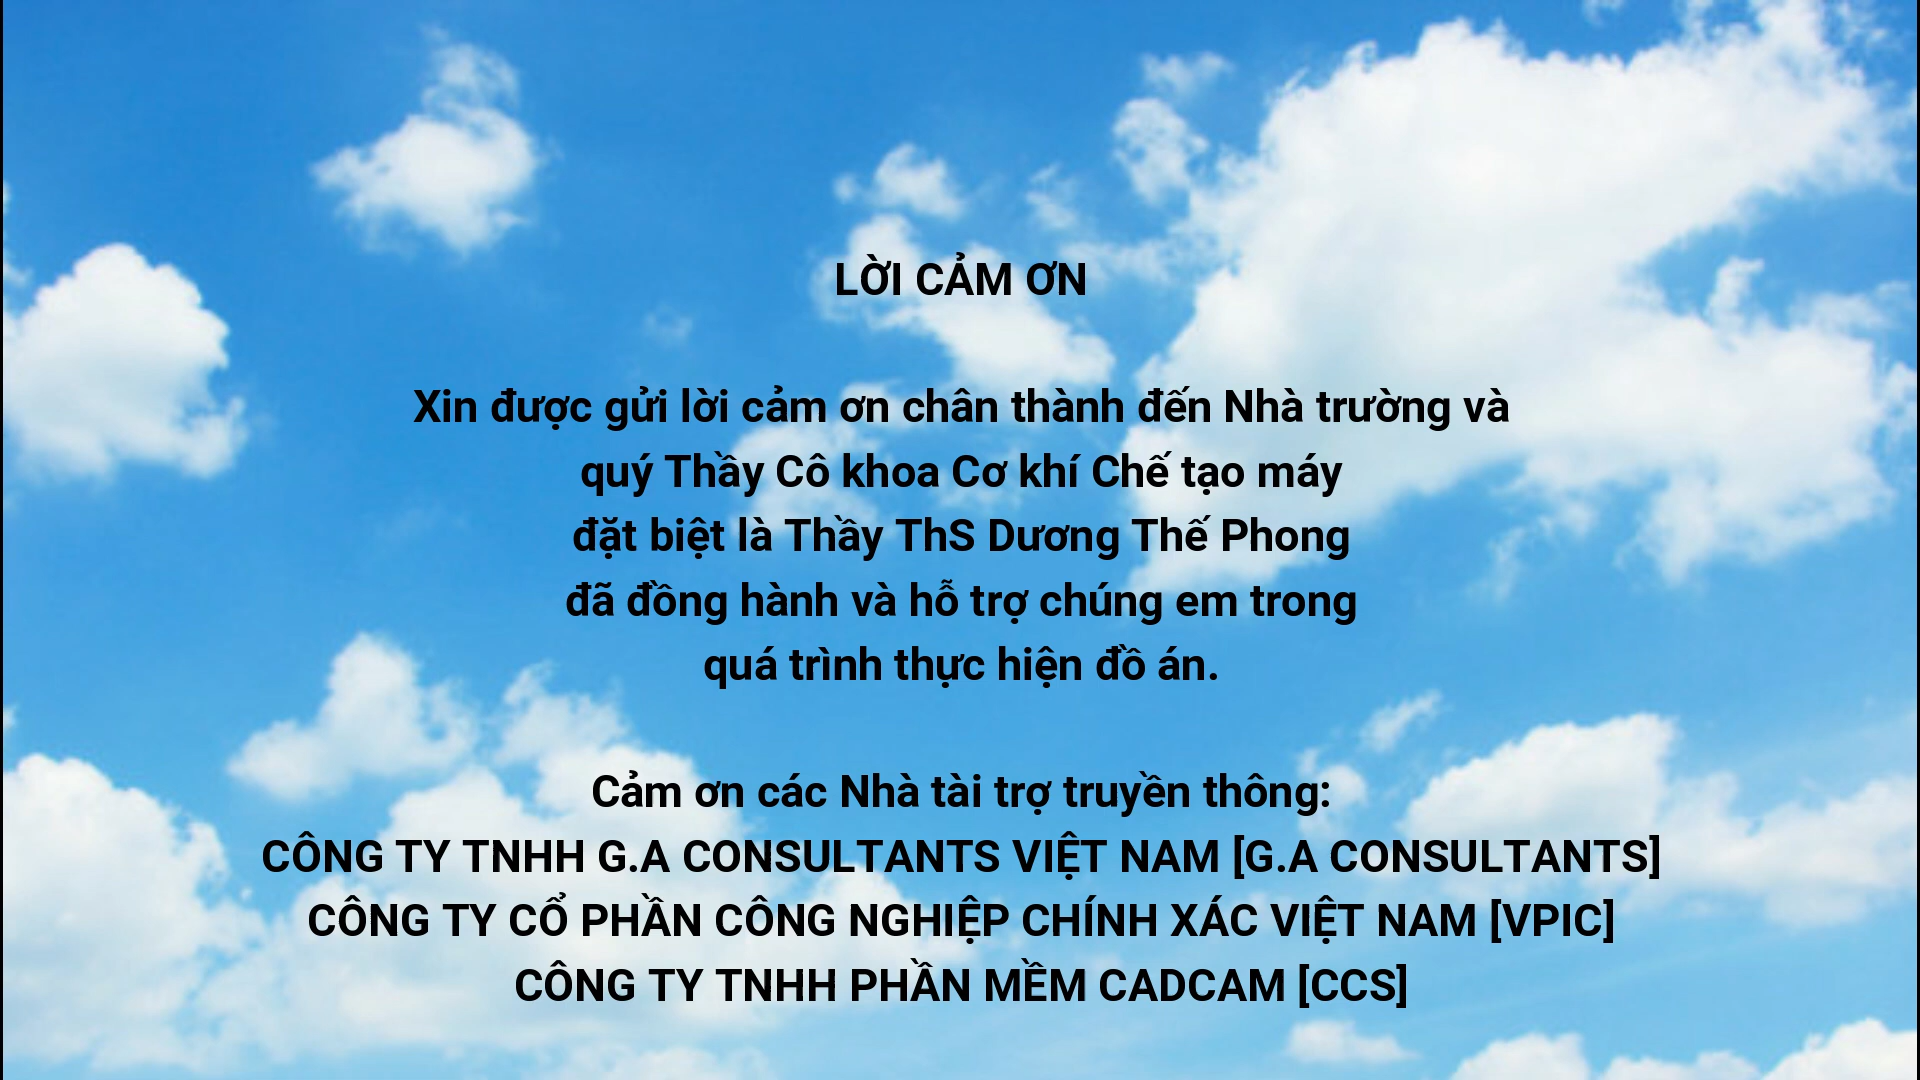 LỜI CẢM ƠN
Xin được gửi lời cảm ơn chân thành đến Nhà trường và
quý Thầy Cô khoa Cơ khí Chế tạo máy
đặt biệt là Thầy ThS Dương Thế Phong
đã đồng hành và hỗ trợ chúng em trong
quá trình thực hiện đồ án.
Cảm ơn các Nhà tài trợ truyền thông:
CÔNG TY TNHH G.A CONSULTANTS VIỆT NAM [G.A CONSULTANTS]
CÔNG TY CỔ PHẦN CÔNG NGHIỆP CHÍNH XÁC VIỆT NAM [VPIC]
CÔNG TY TNHH PHẦN MỀM CADCAM [CCS]